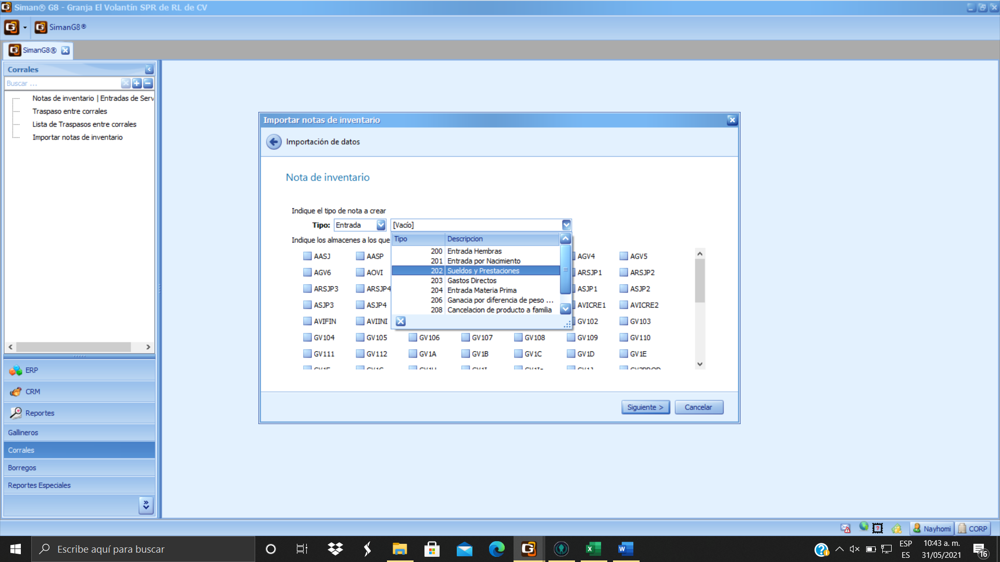 Siman® G8 - Granja El Volantín SPR de RL de CV
SimanG8®
SimanG8®
Corrales
Buscar ...
Notas de inventario | Entradas de Serv
Traspaso entre corrales
Lista de Traspasos entre corrales
Importar notas de inventario
ERP
CRM
Reportes
Gallineros
Corrales
Borregos
Reportes Especiales
Importar notas de inventario
Importación de datos
Nota de inventario
Indique el tipo de nota a crear
Tipo: Entrada [Vacío]
Indique los almacenes a los que
Tipo Descripcion
200 Entrada Hembras
201 Entrada por Nacimiento
202 Sueldos y Prestaciones
203 Gastos Directos
204 Entrada Materia Prima
206 Ganacia por diferencia de peso ...
208 Cancelacion de producto a familia
AASJ AASP AGV4 AGV5
AGV6 AOVI ARSJP1 ARSJP2
ARSJP3 ARSJP4 ASJP1 ASJP2
ASJP3 ASJP4 AVICRE1 AVICRE2
AVIFIN AVIINI GV102 GV103
GV104 GV105 GV106 GV107 GV108 GV109 GV110
GV111 GV112 GV1A GV1B GV1C GV1D GV1E
Siguiente > Cancelar
Nayhomi CORP
Escribe aquí para buscar
ESP
ES
10:43 a. m.
31/05/2021
16